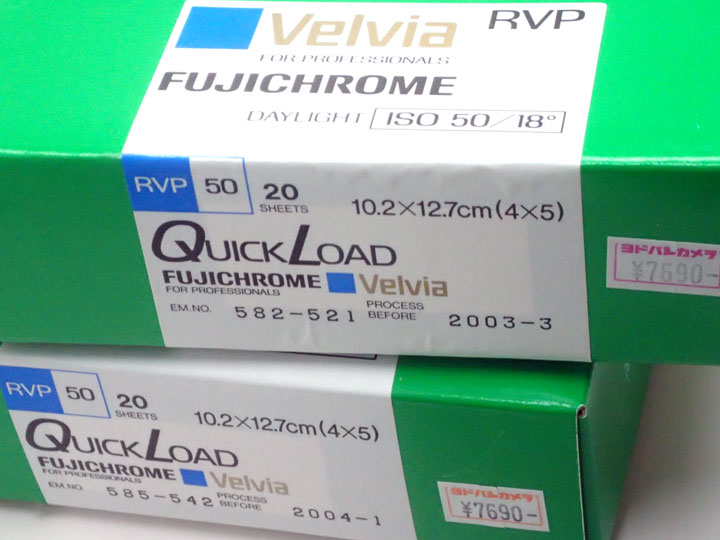 Velvia RVP
FOR PROFESSIONALS
FUJICHROME
DAYLIGHT ISO 50/18°
RVP 50 20 SHEETS 10.2×12.7cm(4×5)
QUICKLOAD
FUJICHROME Velvia
FOR PROFESSIONALS
EM.NO. 582-521 PROCESS BEFORE 2003-3
ヨドバシカメラ
¥7690-
RVP 50 20 SHEETS 10.2×12.7cm(4×5)
QUICKLOAD
FUJICHROME Velvia
FOR PROFESSIONALS
EM.NO. 585-542 PROCESS BEFORE 2004-1
ヨドバシカメラ
¥7690-